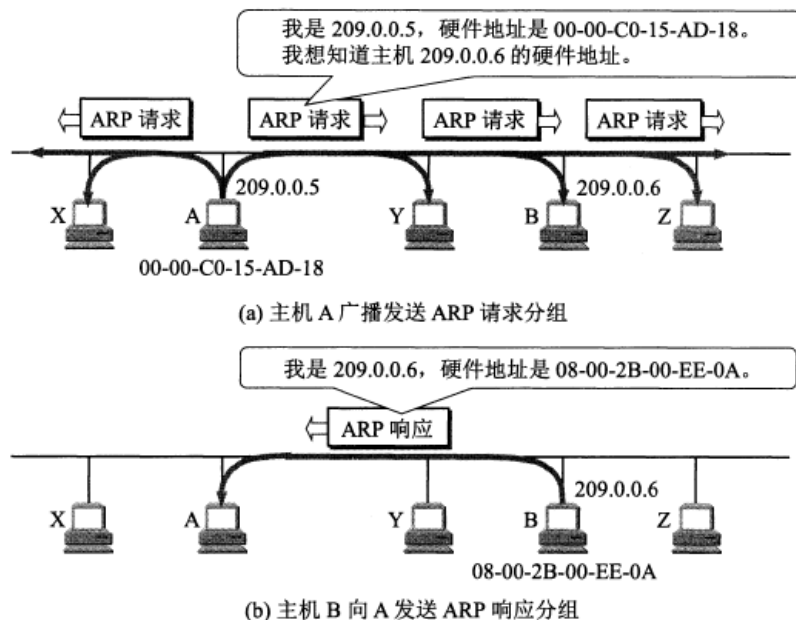 我是 209.0.0.5，硬件地址是 00-00-C0-15-AD-18。
我想知道主机 209.0.0.6 的硬件地址。
ARP 请求 ARP 请求 ARP 请求 ARP 请求
209.0.0.5 209.0.0.6
X A Y B Z
00-00-C0-15-AD-18
(a) 主机 A 广播发送 ARP 请求分组
我是 209.0.0.6，硬件地址是 08-00-2B-00-EE-0A。
ARP 响应
209.0.0.6
X A Y B Z
08-00-2B-00-EE-0A
(b) 主机 B 向 A 发送 ARP 响应分组